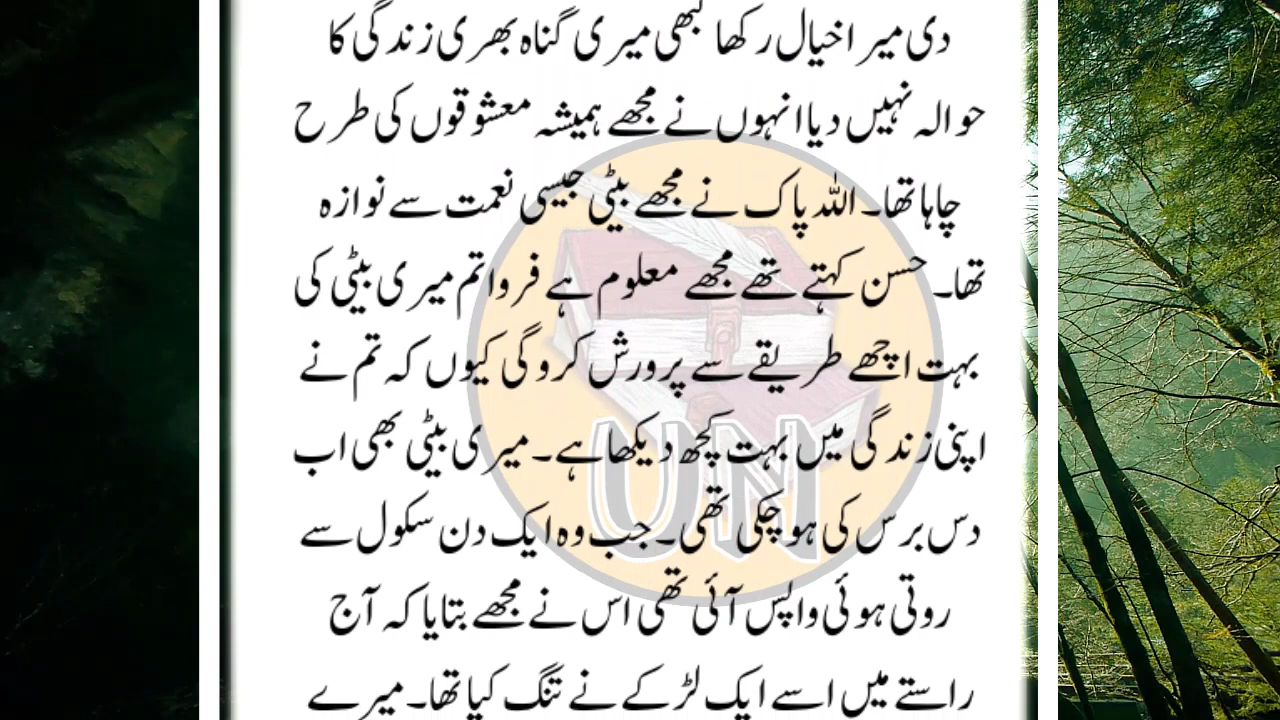 دی میرا خیال رکھا کبھی میری گناہ بھری زندگی کا
حوالہ نہیں دیا انہوں نے مجھے ہمیشہ معشوقوں کی طرح
چاہا تھا۔ اللہ پاک نے مجھے بیٹی جیسی نعمت سے نوازہ
تھا۔ حسن کہتے تھے مجھے معلوم ہے فروا تم میری بیٹی کی
بہت اچھے طریقے سے پرورش کرو گی کیوں کہ تم نے
اپنی زندگی میں بہت کچھ دیکھا ہے۔ میری بیٹی بھی اب
دس برس کی ہو چکی تھی۔ جب وہ ایک دن سکول سے
روتی ہوئی واپس آئی تھی اس نے مجھے بتایا کہ آج
راستے میں اسے ایک لڑکے نے تنگ کیا تھا۔ میرے
UN